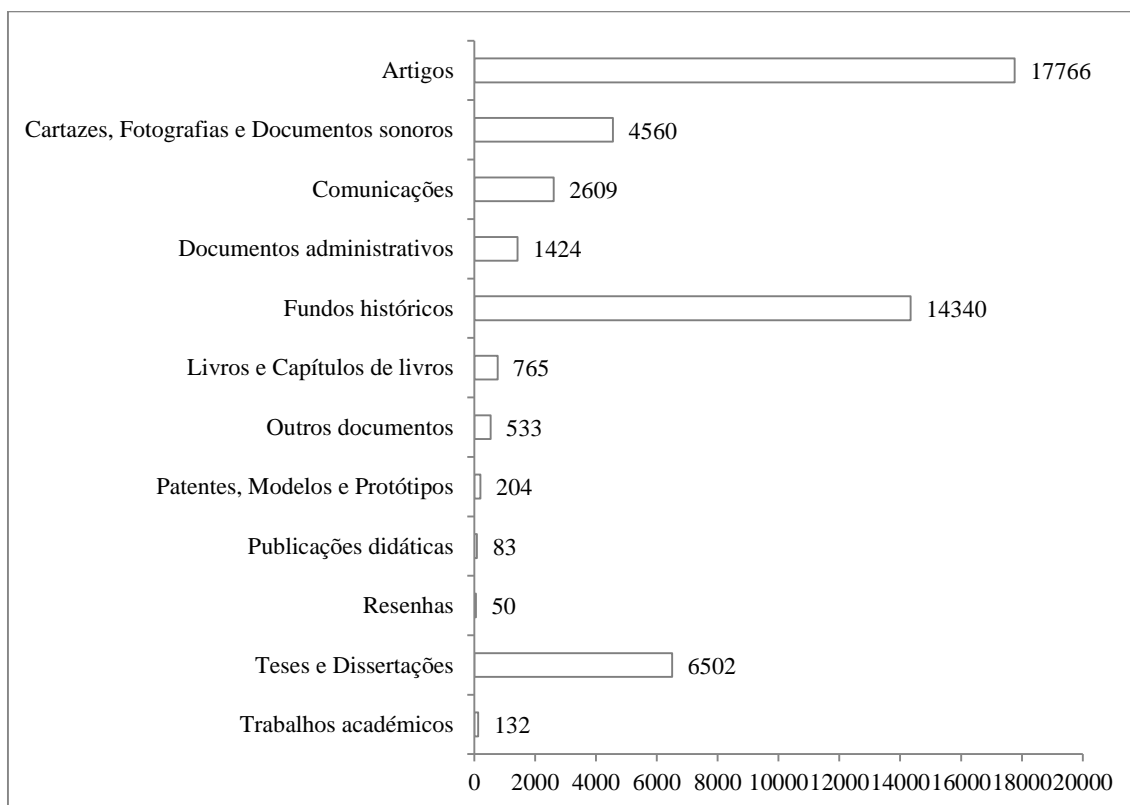 Artigos 17766
Cartazes, Fotografias e Documentos sonoros 4560
Comunicações 2609
Documentos administrativos 1424
Fundos históricos 14340
Livros e Capítulos de livros 765
Outros documentos 533
Patentes, Modelos e Protótipos 204
Publicações didáticas 83
Resenhas 50
Teses e Dissertações 6502
Trabalhos académicos 132
0 2000 4000 6000 8000 10000 12000 14000 16000 18000 20000